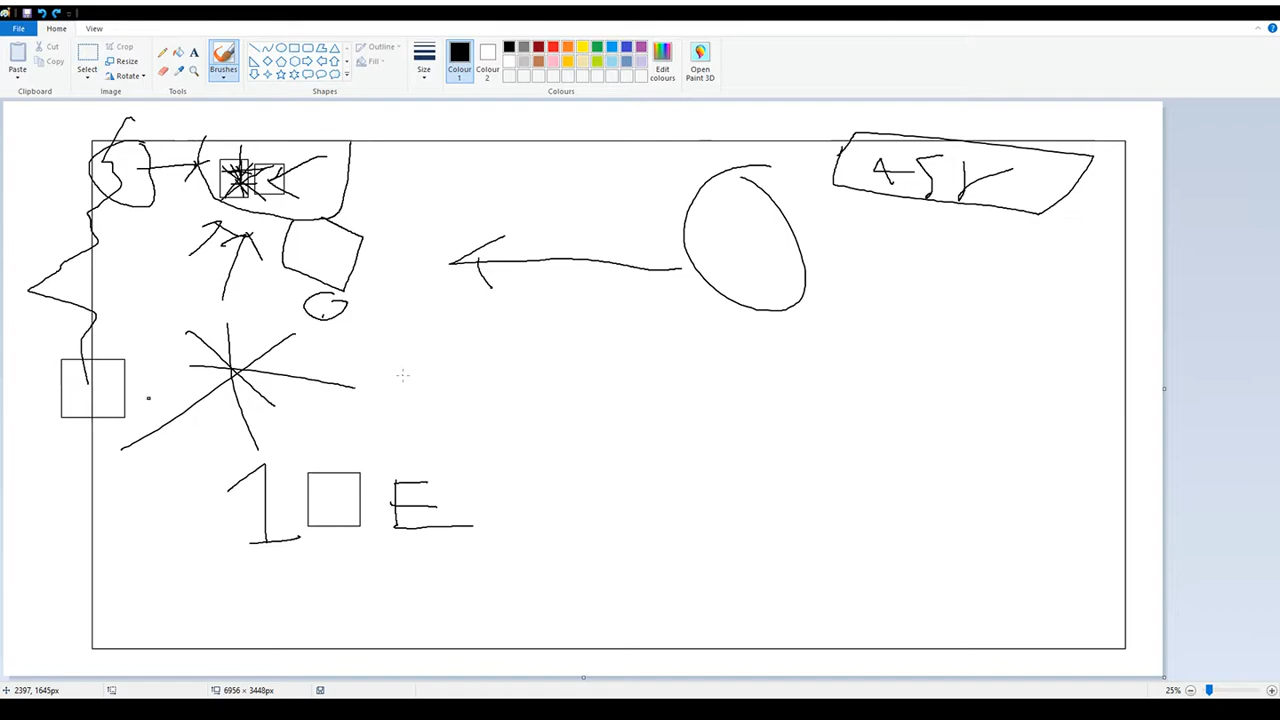 File Home View
Cut
Copy
Paste
Clipboard
Select
Crop
Resize
Rotate
Image
Tools
Brushes
Shapes
Outline
Fill
Size
Colour 1
Colour 2
Edit colours
Colours
Open Paint 3D
1 E
2397, 1645px
6956 × 3448px
25%